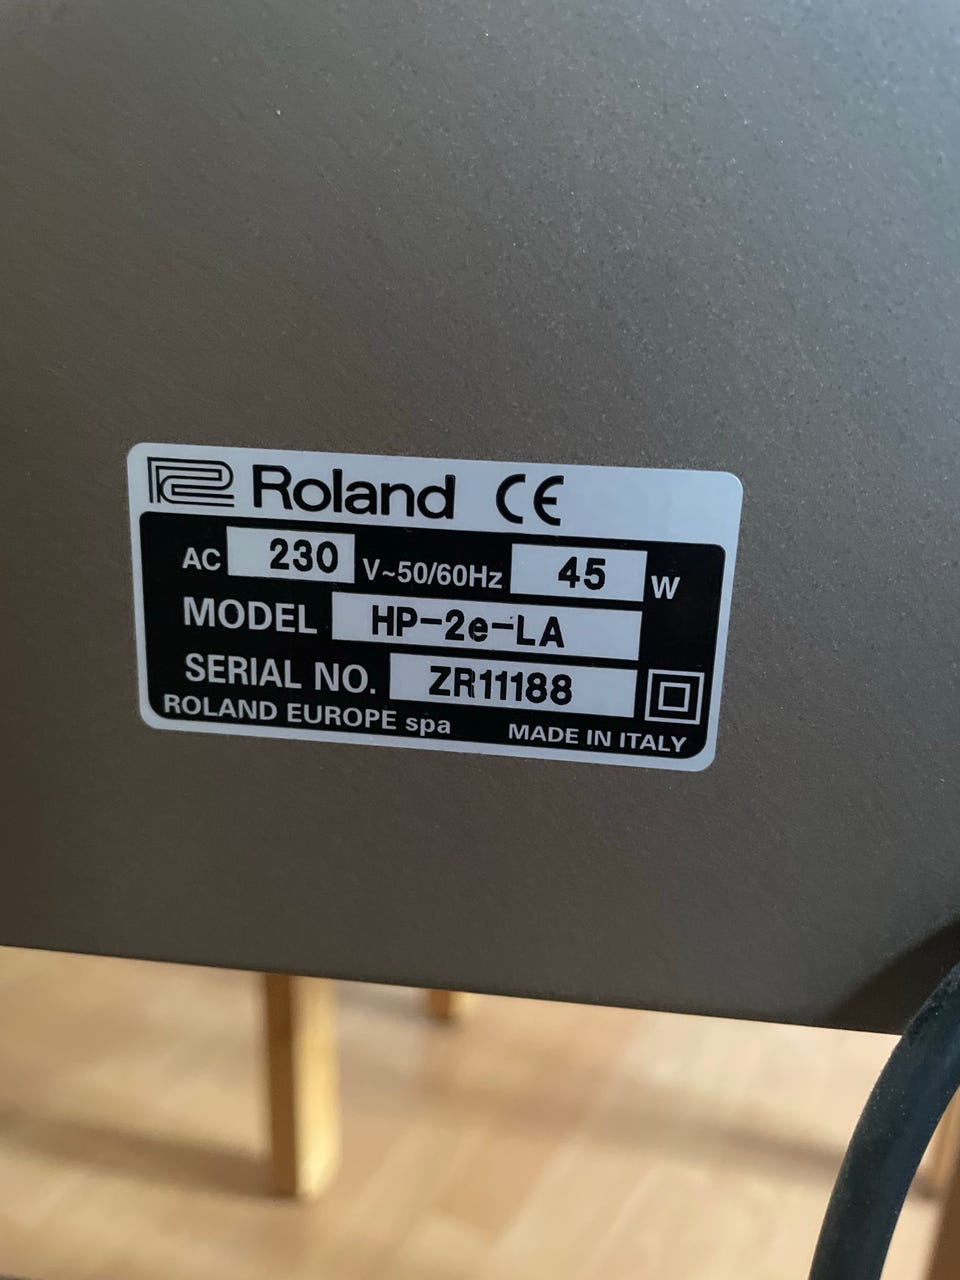 Roland CE
AC 230 V~50/60Hz 45 W
MODEL HP-2e-LA
SERIAL NO. ZR11188
ROLAND EUROPE spa MADE IN ITALY